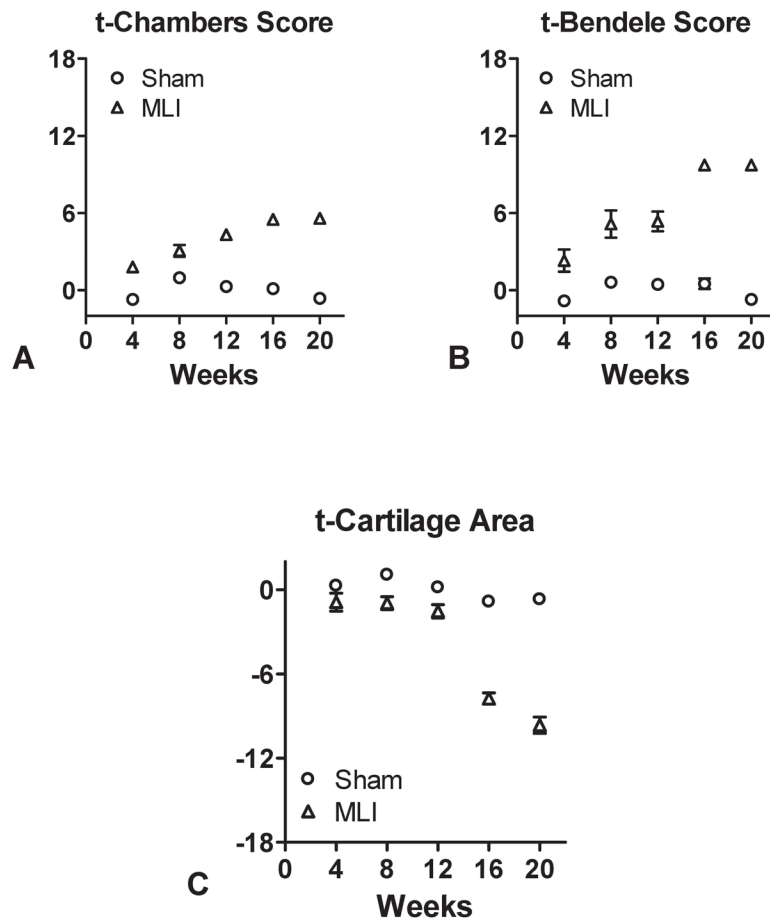 t-Chambers Score
18
12
6
0
Sham
MLI
0 4 8 12 16 20
Weeks
A
t-Bendele Score
18
12
6
0
Sham
MLI
0 4 8 12 16 20
Weeks
B
t-Cartilage Area
0
-6
-12
-18
Sham
MLI
0 4 8 12 16 20
Weeks
C